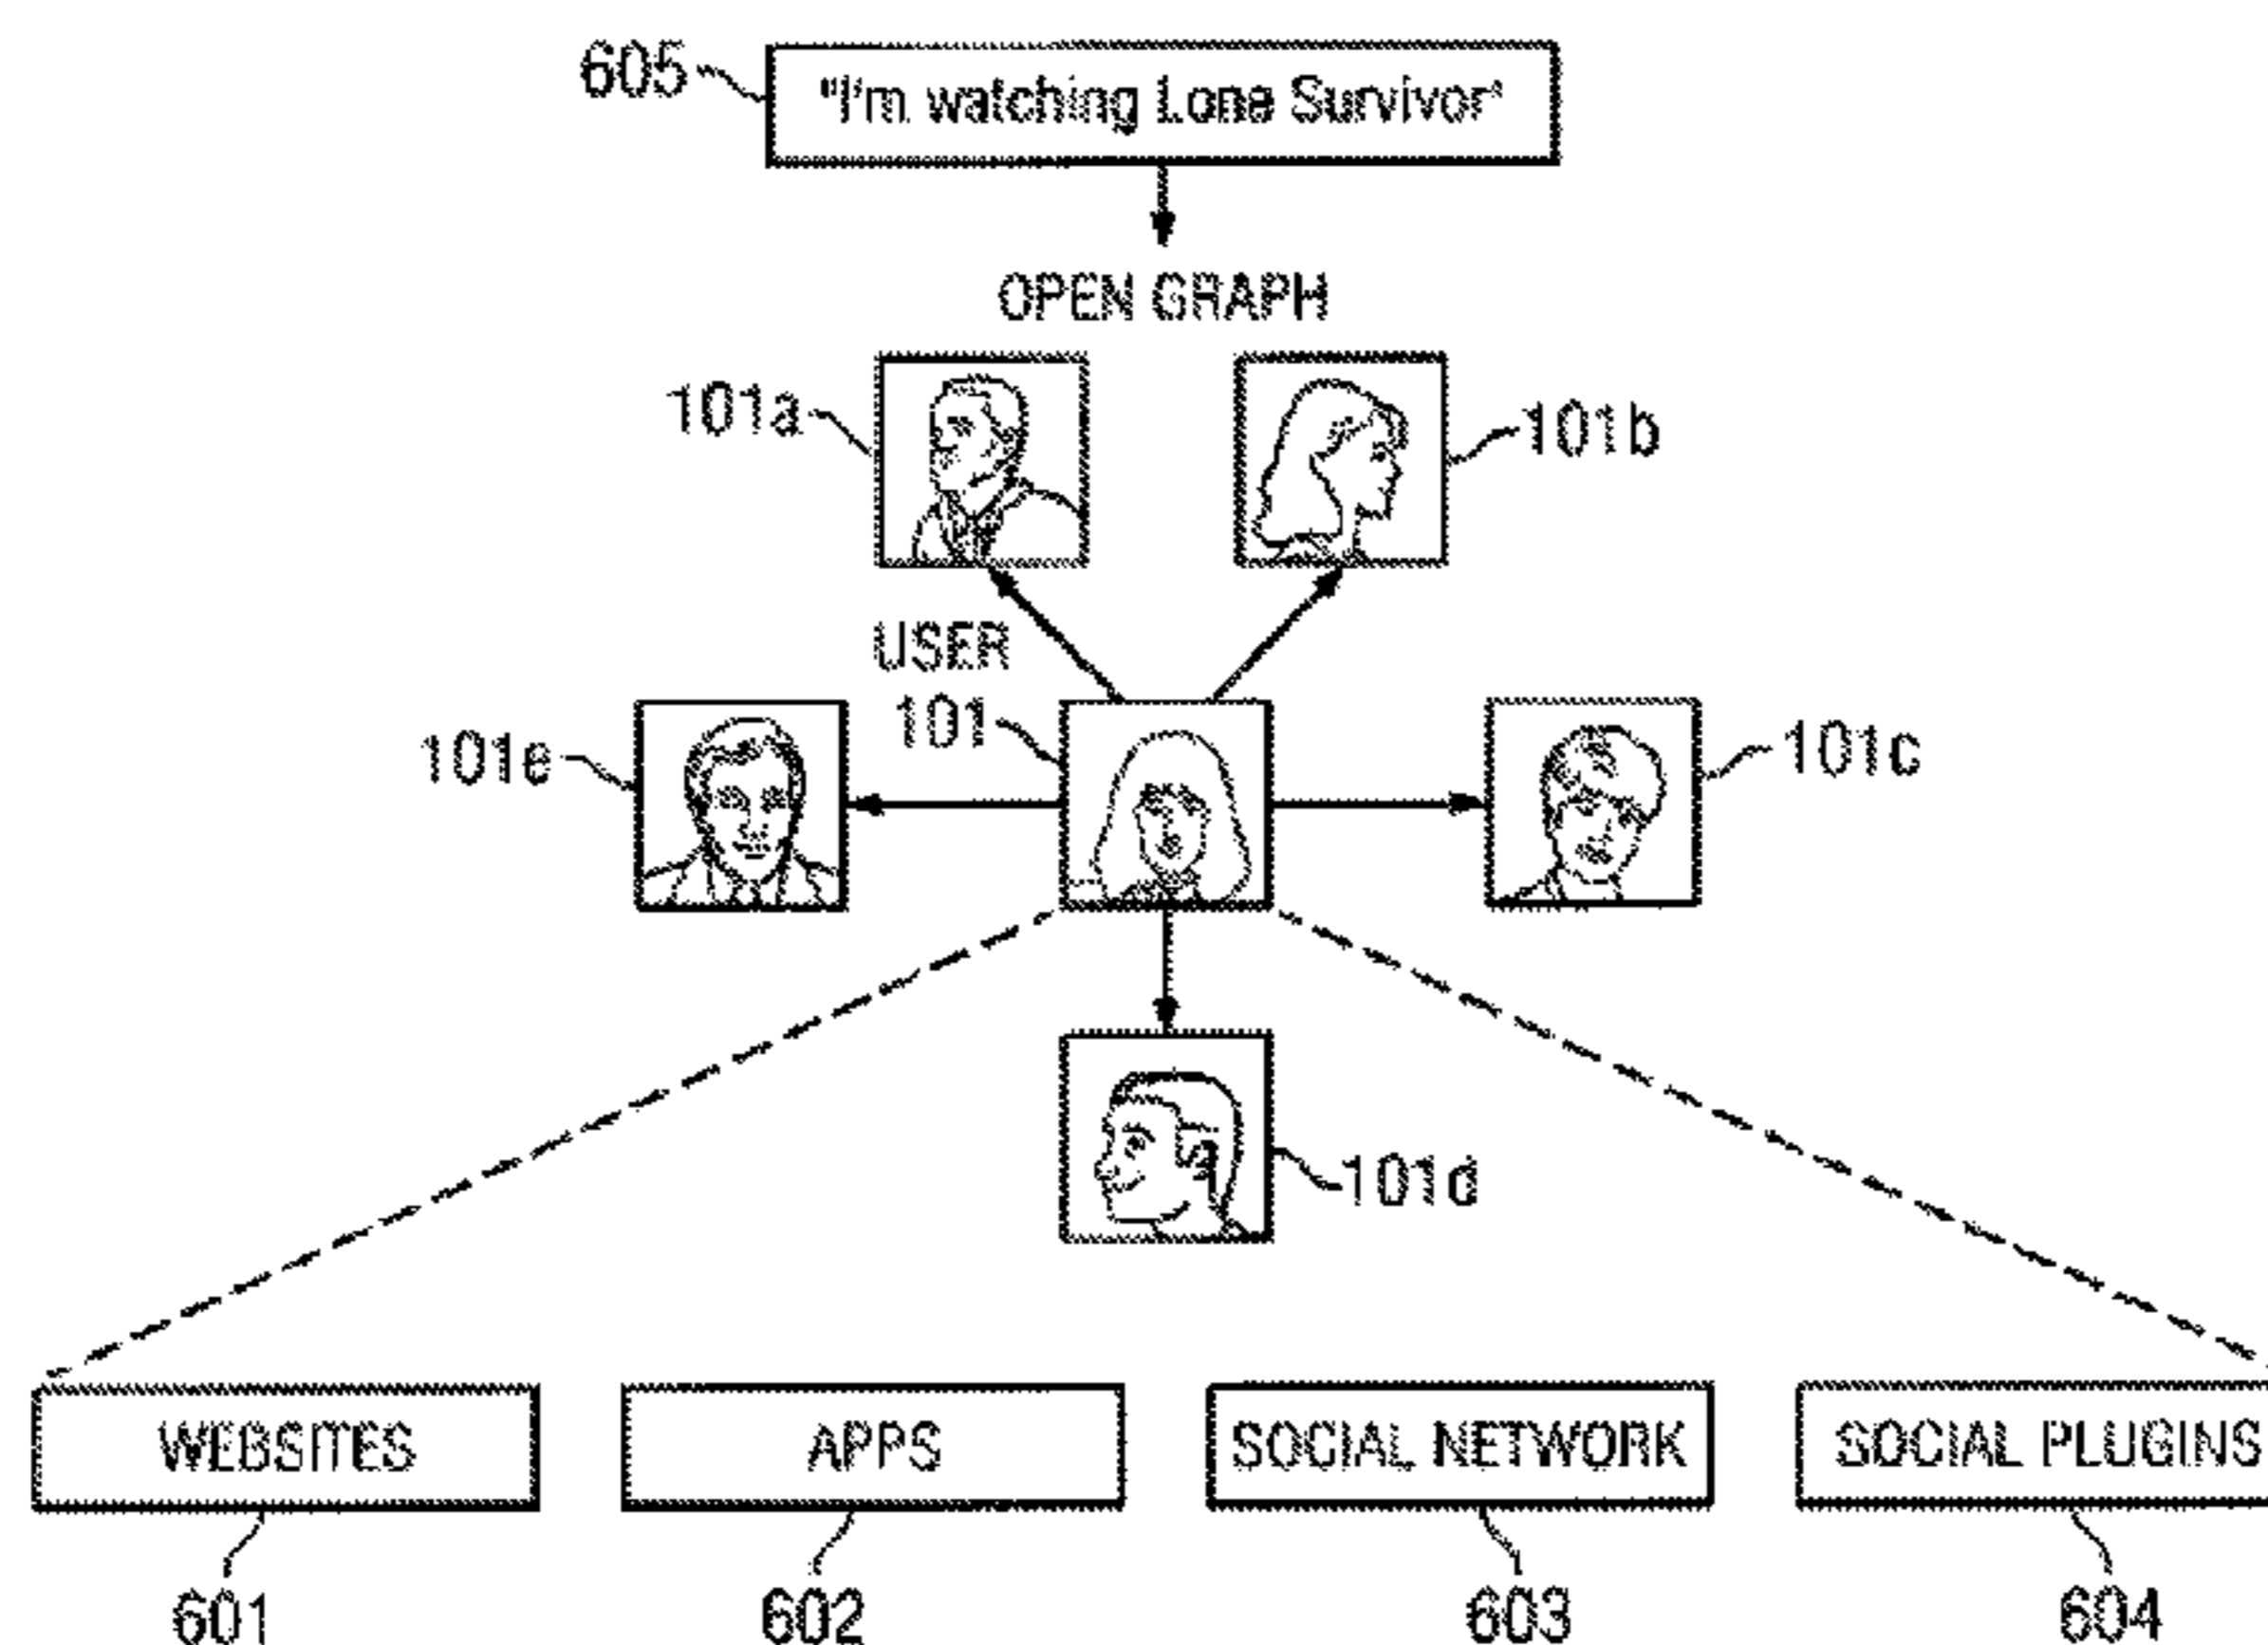 605
"I'm watching Lone Survivor"
OPEN GRAPH
101a
101b
USER
101
101e
101c
101d
WEBSITES
APPS
SOCIAL NETWORK
SOCIAL PLUGINS
601
602
603
604